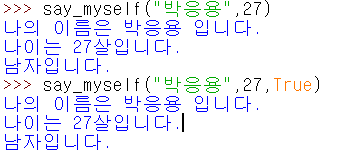 >>> say_myself("박응용",27)
나의 이름은 박응용 입니다.
나이는 27살입니다.
남자입니다.
>>> say_myself("박응용",27,True)
나의 이름은 박응용 입니다.
나이는 27살입니다.
남자입니다.